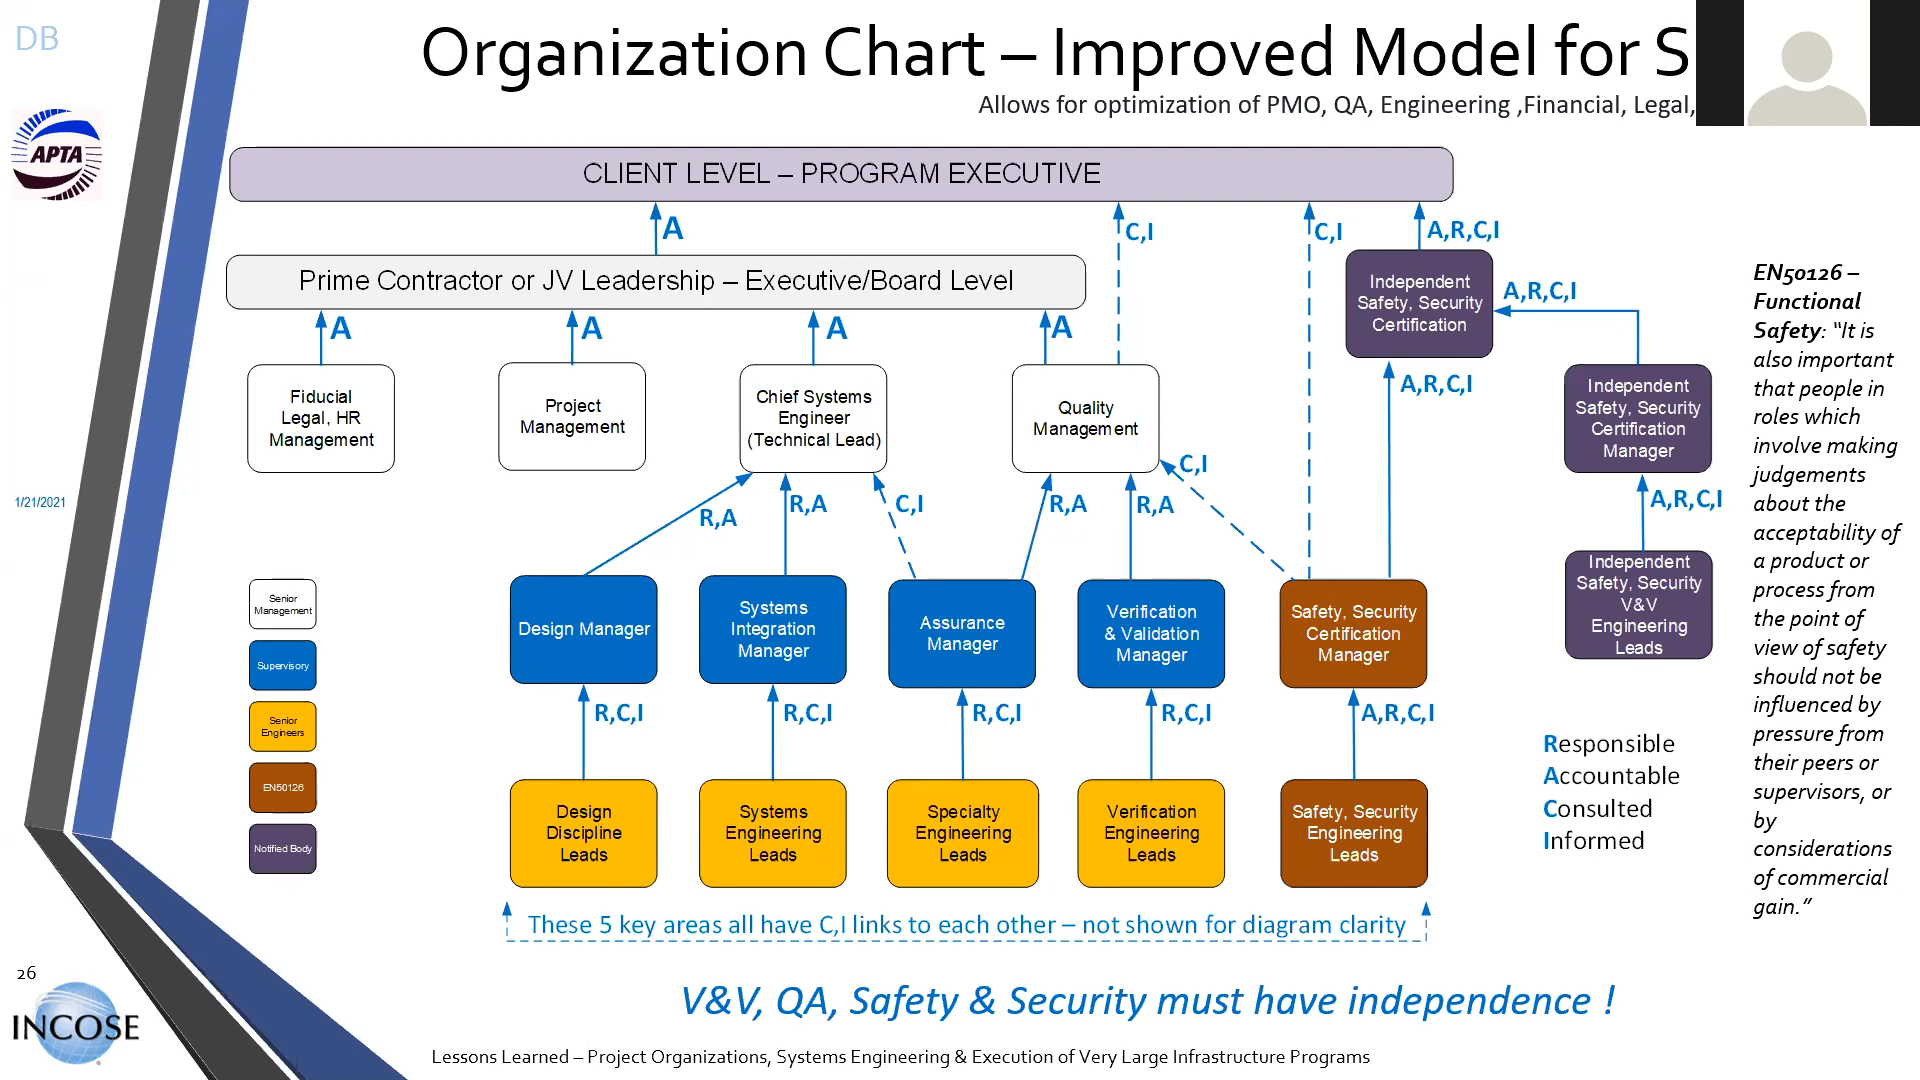 DB
Organization Chart – Improved Model for S
Allows for optimization of PMO, QA, Engineering ,Financial, Legal,
APTA
CLIENT LEVEL – PROGRAM EXECUTIVE
A
C,I
C,I
A,R,C,I
Prime Contractor or JV Leadership – Executive/Board Level
Independent
Safety, Security
Certification
A,R,C,I
A
A
A
A
A,R,C,I
Fiducial
Legal, HR
Management
Project
Management
Chief Systems
Engineer
(Technical Lead)
Quality
Management
Independent
Safety, Security
Certification
Manager
C,I
R,A
R,A
C,I
R,A
R,A
A,R,C,I
1/21/2021
Design Manager
Systems
Integration
Manager
Assurance
Manager
Verification
& Validation
Manager
Safety, Security
Certification
Manager
Independent
Safety, Security
V&V
Engineering
Leads
R,C,I
R,C,I
R,C,I
R,C,I
A,R,C,I
Design
Discipline
Leads
Systems
Engineering
Leads
Specialty
Engineering
Leads
Verification
Engineering
Leads
Safety, Security
Engineering
Leads
Senior
Management
Supervisory
Senior
Engineers
EN50126
Notified Body
Responsible
Accountable
Consulted
Informed
EN50126 –
Functional
Safety: “It is
also important
that people in
roles which
involve making
judgements
about the
acceptability of
a product or
process from
the point of
view of safety
should not be
influenced by
pressure from
their peers or
supervisors, or
by
considerations
of commercial
gain.”
These 5 key areas all have C,I links to each other – not shown for diagram clarity
26
INCOSE
V&V, QA, Safety & Security must have independence !
Lessons Learned – Project Organizations, Systems Engineering & Execution of Very Large Infrastructure Programs